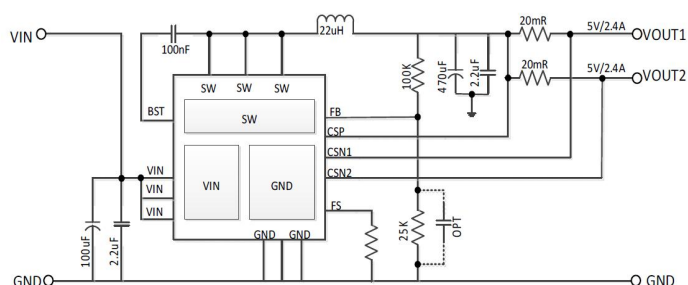 20mR
5V/2.4A
VIN
22uH
VOUT1
100nF
100K
470uF
2.2uF
20mR
5V/2.4A
VOUT2
SW SW SW
BST
SW
FB
CSP
CSN1
VIN
CSN2
VIN
VIN
GND
VIN
FS
100uF
2.2uF
GND GND
25K
OPT
GND
GND